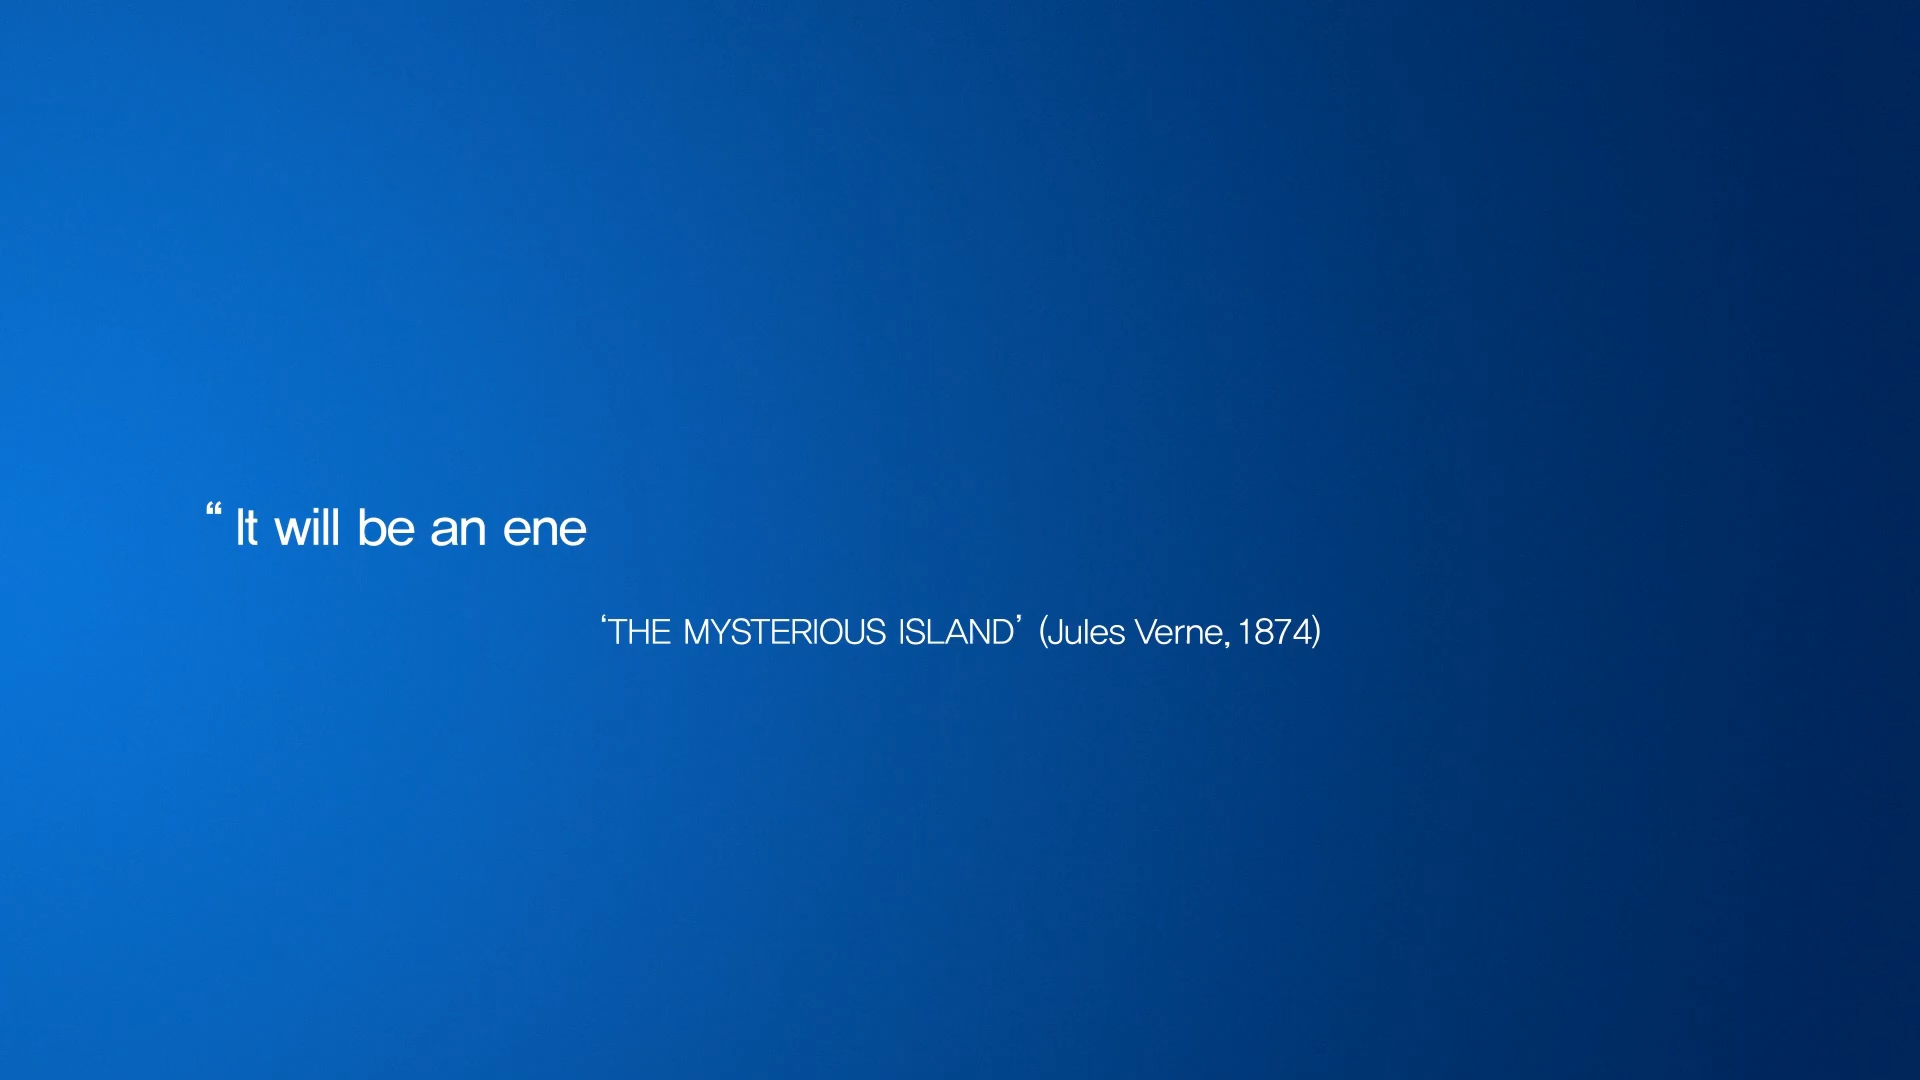 “ It will be an ene
‘THE MYSTERIOUS ISLAND’ (Jules Verne, 1874)